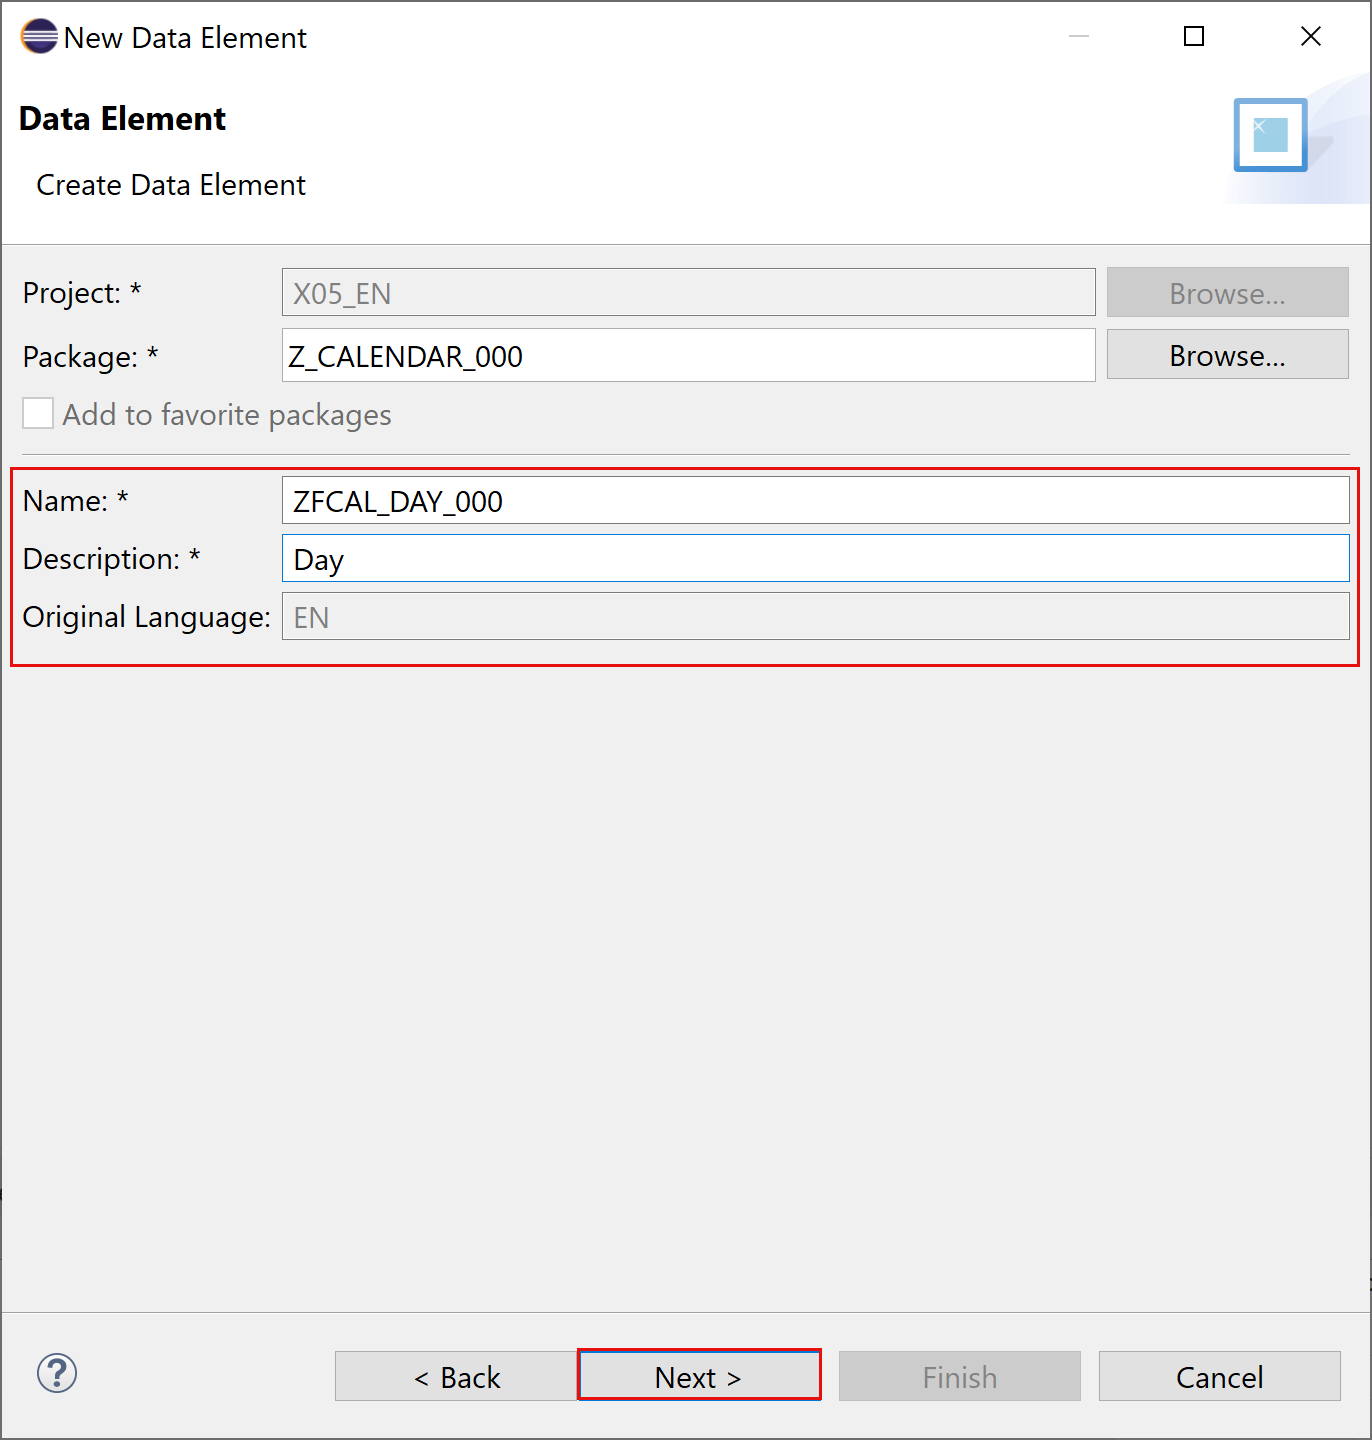 New Data Element
Data Element
Create Data Element
Project: * X05_EN Browse...
Package: * Z_CALENDAR_000 Browse...
Add to favorite packages
Name: * ZFCAL_DAY_000
Description: * Day
Original Language: EN
? < Back Next > Finish Cancel